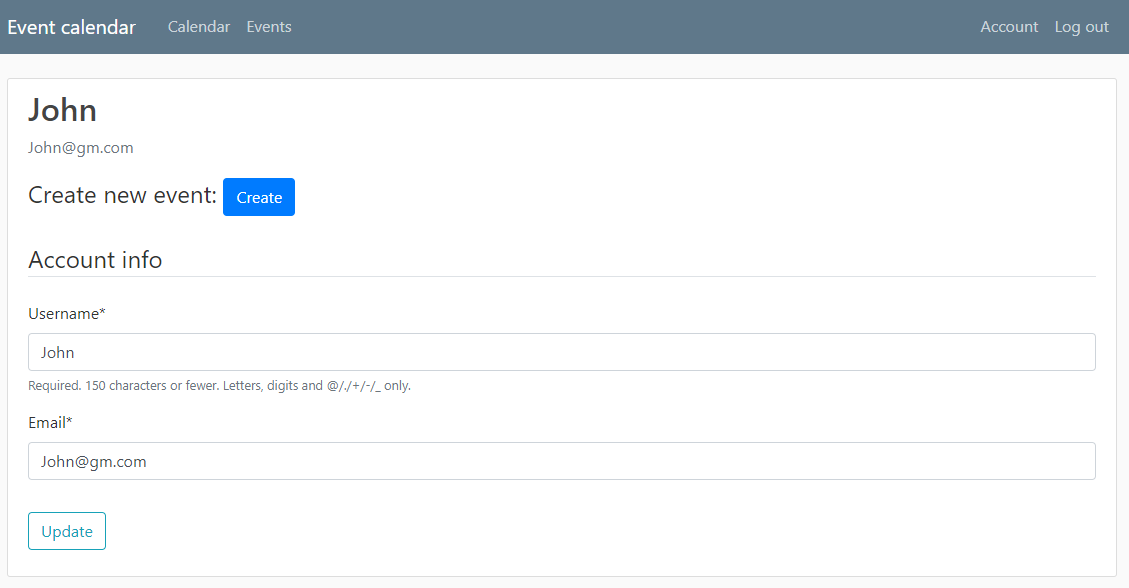 Event calendar Calendar Events Account Log out
John
John@gm.com
Create new event: Create
Account info
Username*
John
Required. 150 characters or fewer. Letters, digits and @/./+/-/_ only.
Email*
John@gm.com
Update